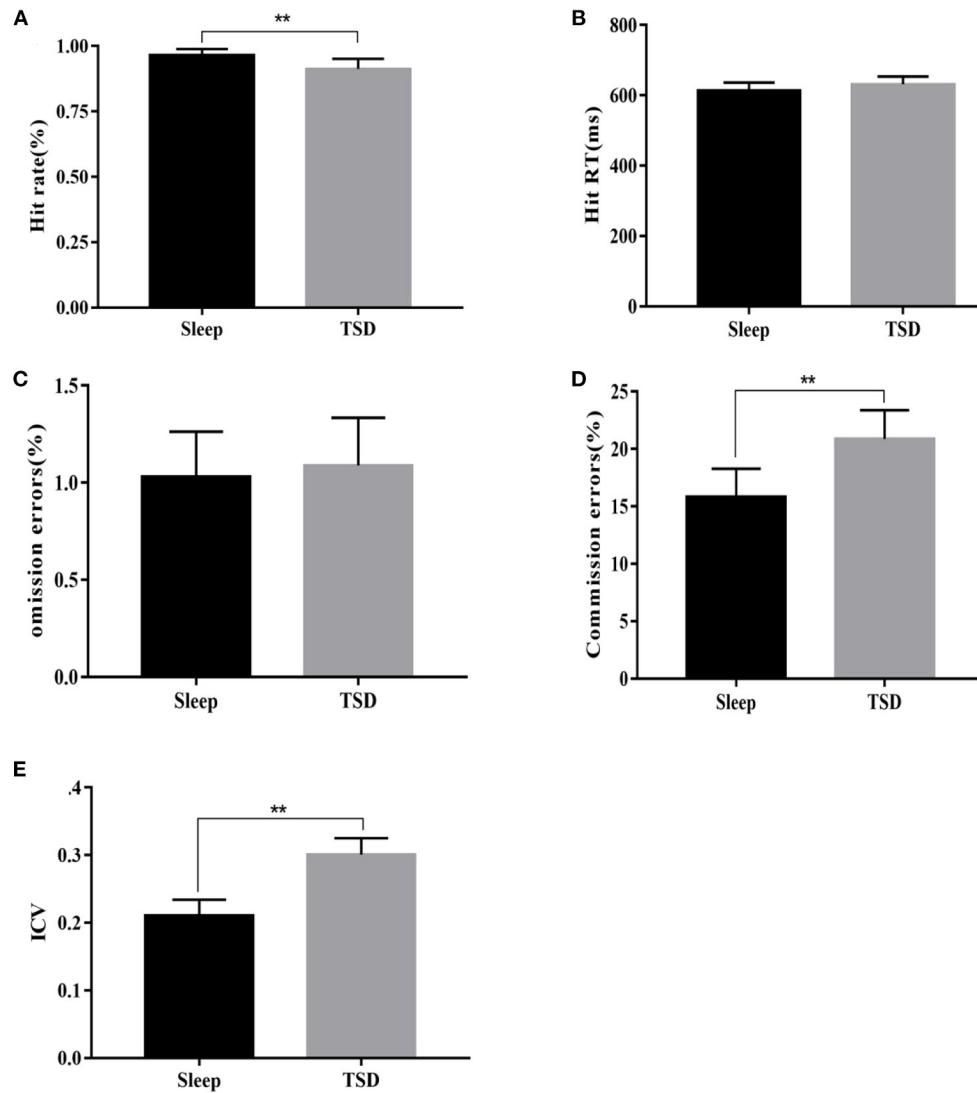 A
**
Hit rate(%)
1.00
0.75
0.50
0.25
0.00
Sleep TSD
B
Hit RT(ms)
800
600
400
200
0
Sleep TSD
C
omission errors(%)
1.5
1.0
0.5
0.0
Sleep TSD
D
**
Commission errors(%)
25
20
15
10
5
0
Sleep TSD
E
**
ICV
.4
0.3
0.2
0.1
0.0
Sleep TSD